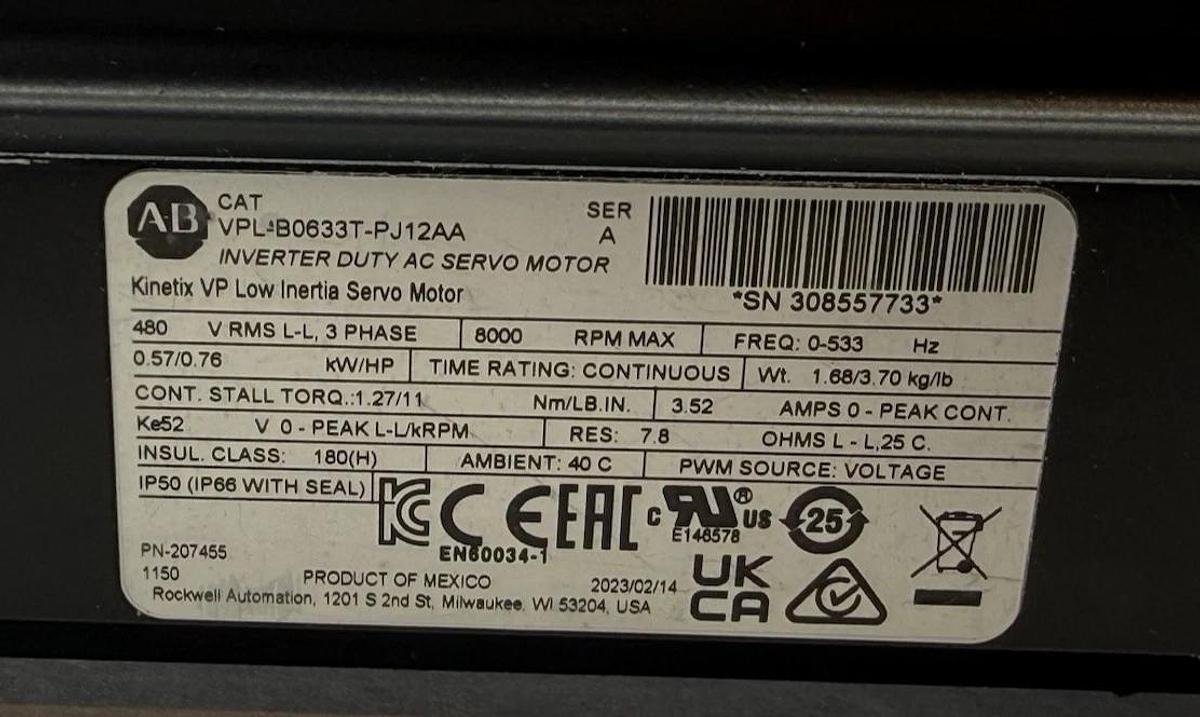 AB CAT SER
VPL-B0633T-PJ12AA A
INVERTER DUTY AC SERVO MOTOR
Kinetix VP Low Inertia Servo Motor
*SN 308557733*
480 V RMS L-L, 3 PHASE 8000 RPM MAX FREQ: 0-533 Hz
0.57/0.76 kW/HP TIME RATING: CONTINUOUS Wt. 1.68/3.70 kg/lb
CONT. STALL TORQ.:1.27/11 Nm/LB.IN. 3.52 AMPS 0 - PEAK CONT.
Ke52 V 0 - PEAK L-L/kRPM RES: 7.8 OHMS L - L,25 C.
INSUL. CLASS: 180(H) AMBIENT: 40 C PWM SOURCE: VOLTAGE
IP50 (IP66 WITH SEAL) KC CE EAC c RU ® US 25
E146578
EN60034-1
PN-207455
1150 PRODUCT OF MEXICO 2023/02/14 UK
Rockwell Automation, 1201 S 2nd St, Milwaukee, WI 53204, USA CA